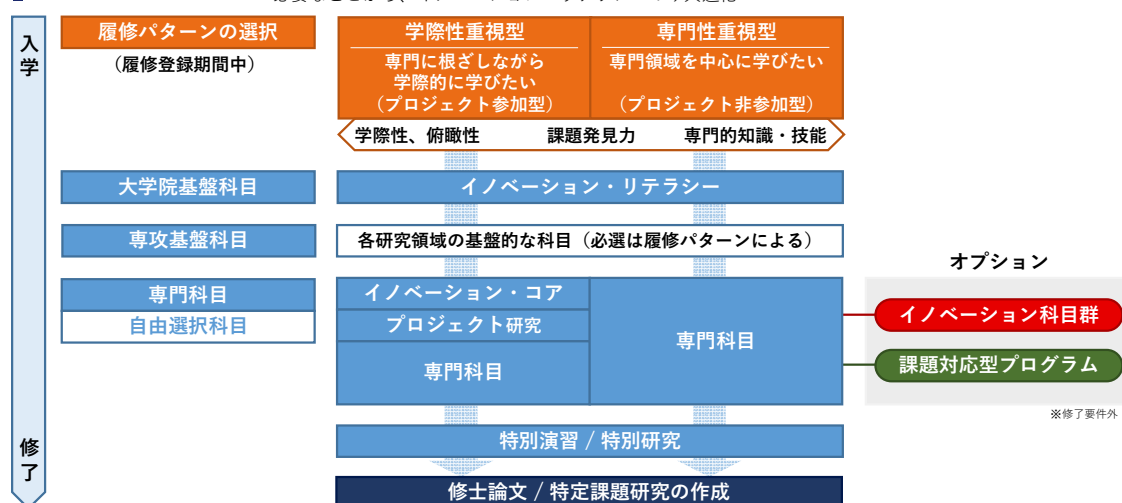 入学
履修パターンの選択
（履修登録期間中）
学際性重視型
専門に根ざしながら
学際的に学びたい
（プロジェクト参加型）
専門性重視型
専門領域を中心に学びたい
（プロジェクト非参加型）
学際性、俯瞰性　課題発見力　専門的知識・技能
大学院基盤科目
イノベーション・リテラシー
専攻基盤科目
各研究領域の基盤的な科目（必選は履修パターンによる）
専門科目
自由選択科目
イノベーション・コア
プロジェクト研究
専門科目
専門科目
オプション
イノベーション科目群
課題対応型プログラム
※修了要件外
特別演習 / 特別研究
修了
修士論文 / 特定課題研究の作成